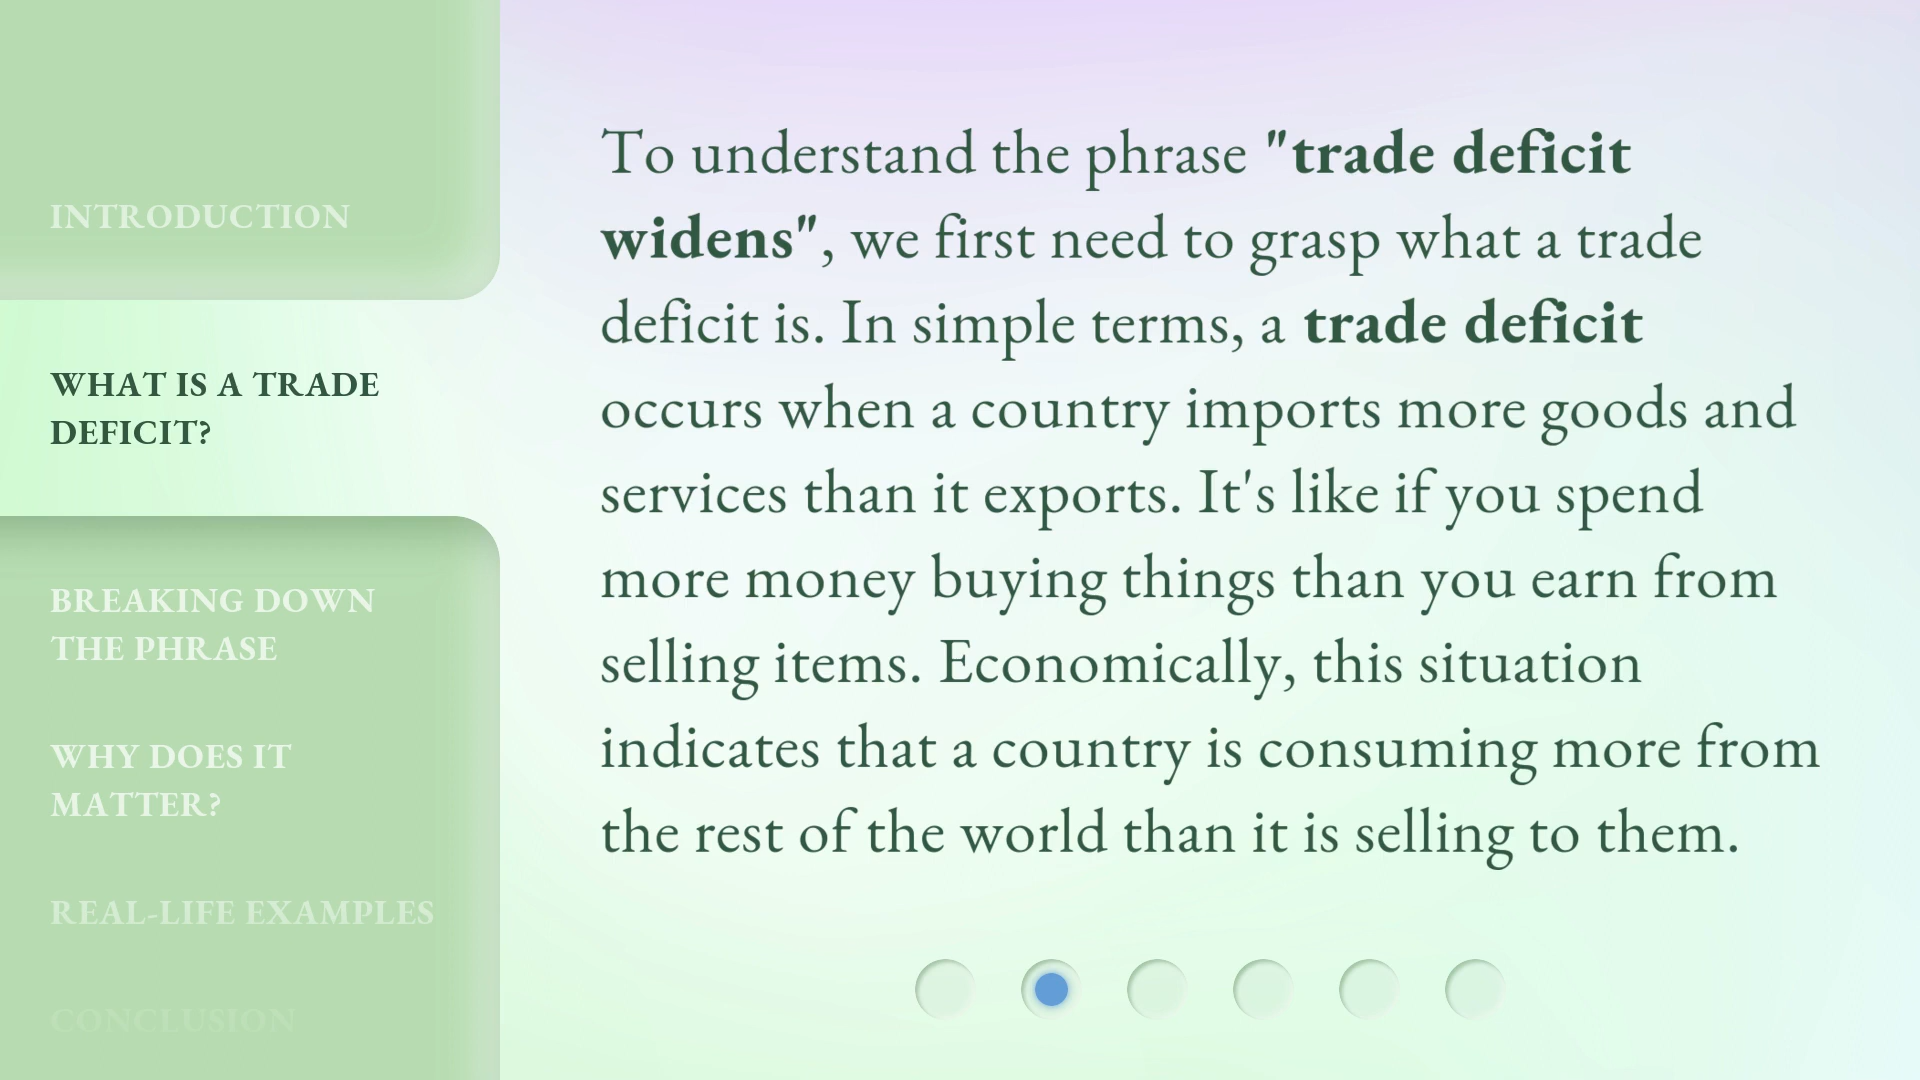 INTRODUCTION
WHAT IS A TRADE
DEFICIT?
BREAKING DOWN
THE PHRASE
WHY DOES IT
MATTER?
REAL-LIFE EXAMPLES
CONCLUSION
To understand the phrase "trade deficit
widens", we first need to grasp what a trade
deficit is. In simple terms, a trade deficit
occurs when a country imports more goods and
services than it exports. It's like if you spend
more money buying things than you earn from
selling items. Economically, this situation
indicates that a country is consuming more from
the rest of the world than it is selling to them.